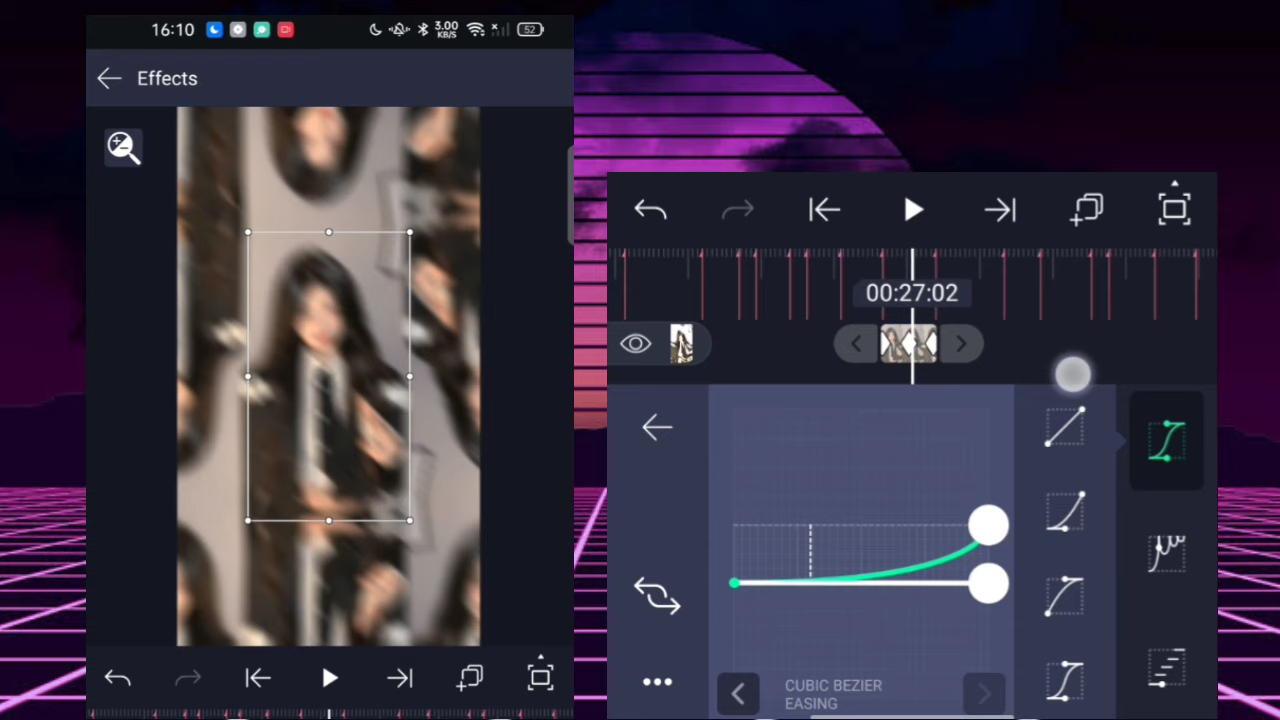 16:10
3.00
KB/S
52
Effects
00:27:02
CUBIC BEZIER
EASING